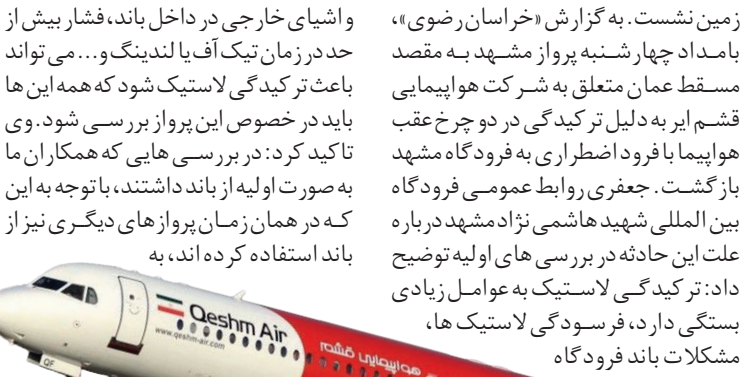 زمین نشست. به گزارش «خراسان رضوی»،
بامداد چهارشنبه پرواز مشهد به مقصد
مسقط عمان متعلق به شرکت هواپیمایی
قشم ایر به دلیل ترکیدگی در دو چرخ عقب
هواپیما با فرود اضطراری به فرودگاه مشهد
بازگشت. جعفری روابط عمومی فرودگاه
بین المللی شهید هاشمی نژاد مشهد درباره
علت این حادثه در بررسی های اولیه توضیح
داد: ترکیدگی لاستیک به عوامل زیادی
بستگی دارد، فرسودگی لاستیک ها،
مشکلات باند فرودگاه
و اشیای خارجی در داخل باند، فشار بیش از
حد در زمان تیک آف یا لندینگ و... می تواند
باعث ترکیدگی لاستیک شود که همه این ها
باید در خصوص این پرواز بررسی شود. وی
تاکید کرد: در بررسی هایی که همکاران ما
به صورت اولیه از باند داشتند، با توجه به این
که در همان زمان پروازهای دیگری نیز از
باند استفاده کرده اند، به
Qeshm Air
www.qeshm-air.com
هواپیمایی قشم
QF